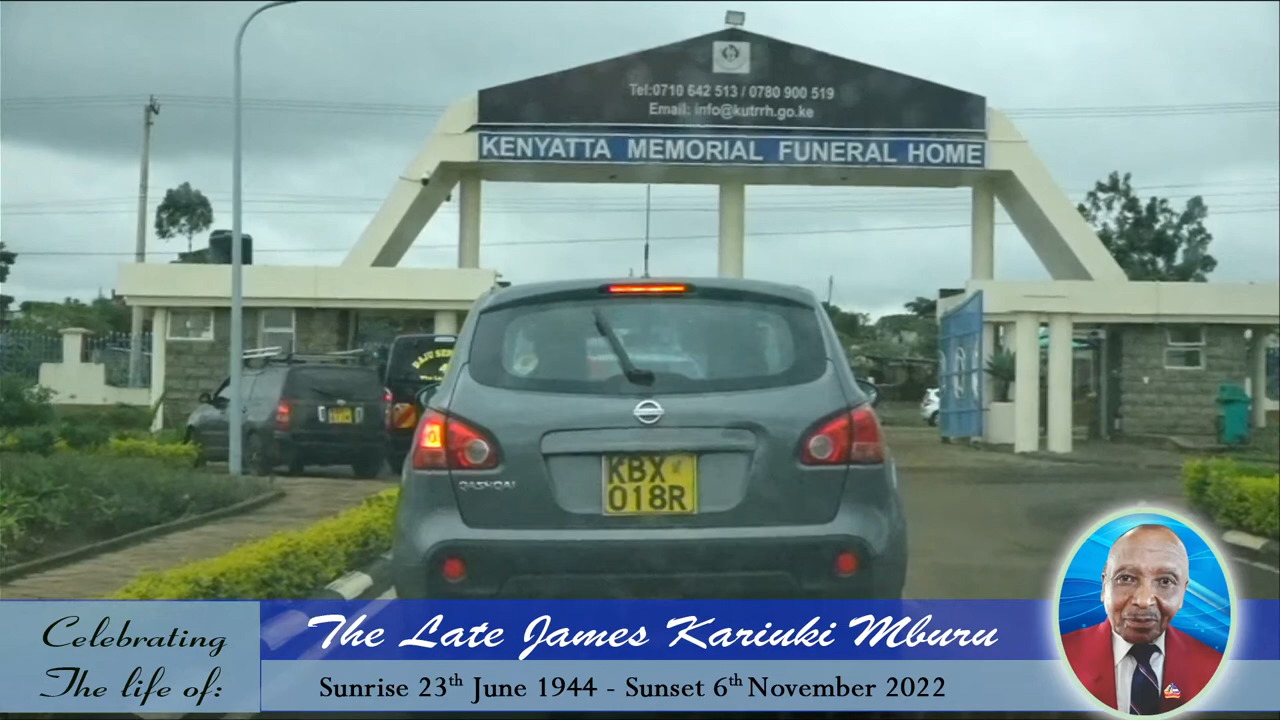 Tel:0710 642 513 / 0780 900 519
Email: info@kutrrh.go.ke
KENYATTA MEMORIAL FUNERAL HOME
QASHQAI
KBX
018R
Celebrating
The life of:
The Late James Kariuki Mburu
Sunrise 23th June 1944 - Sunset 6th November 2022